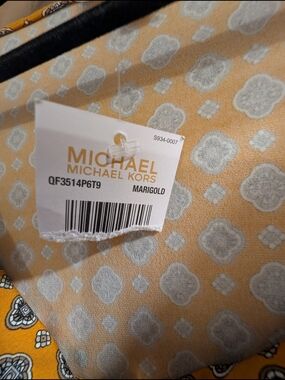 5934-0007
MICHAEL
MICHAEL KORS
QF3514P6T9
MARIGOLD